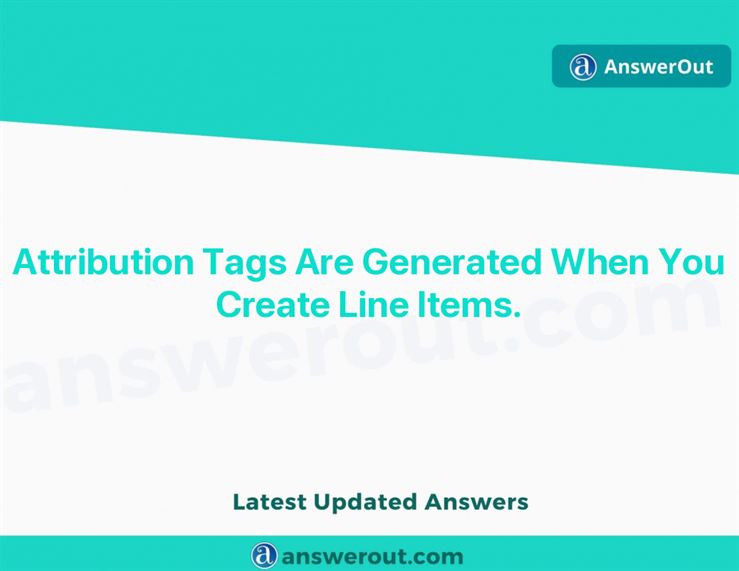 AnswerOut
Attribution Tags Are Generated When You
Create Line Items.
answerout.com
Latest Updated Answers
answerout.com